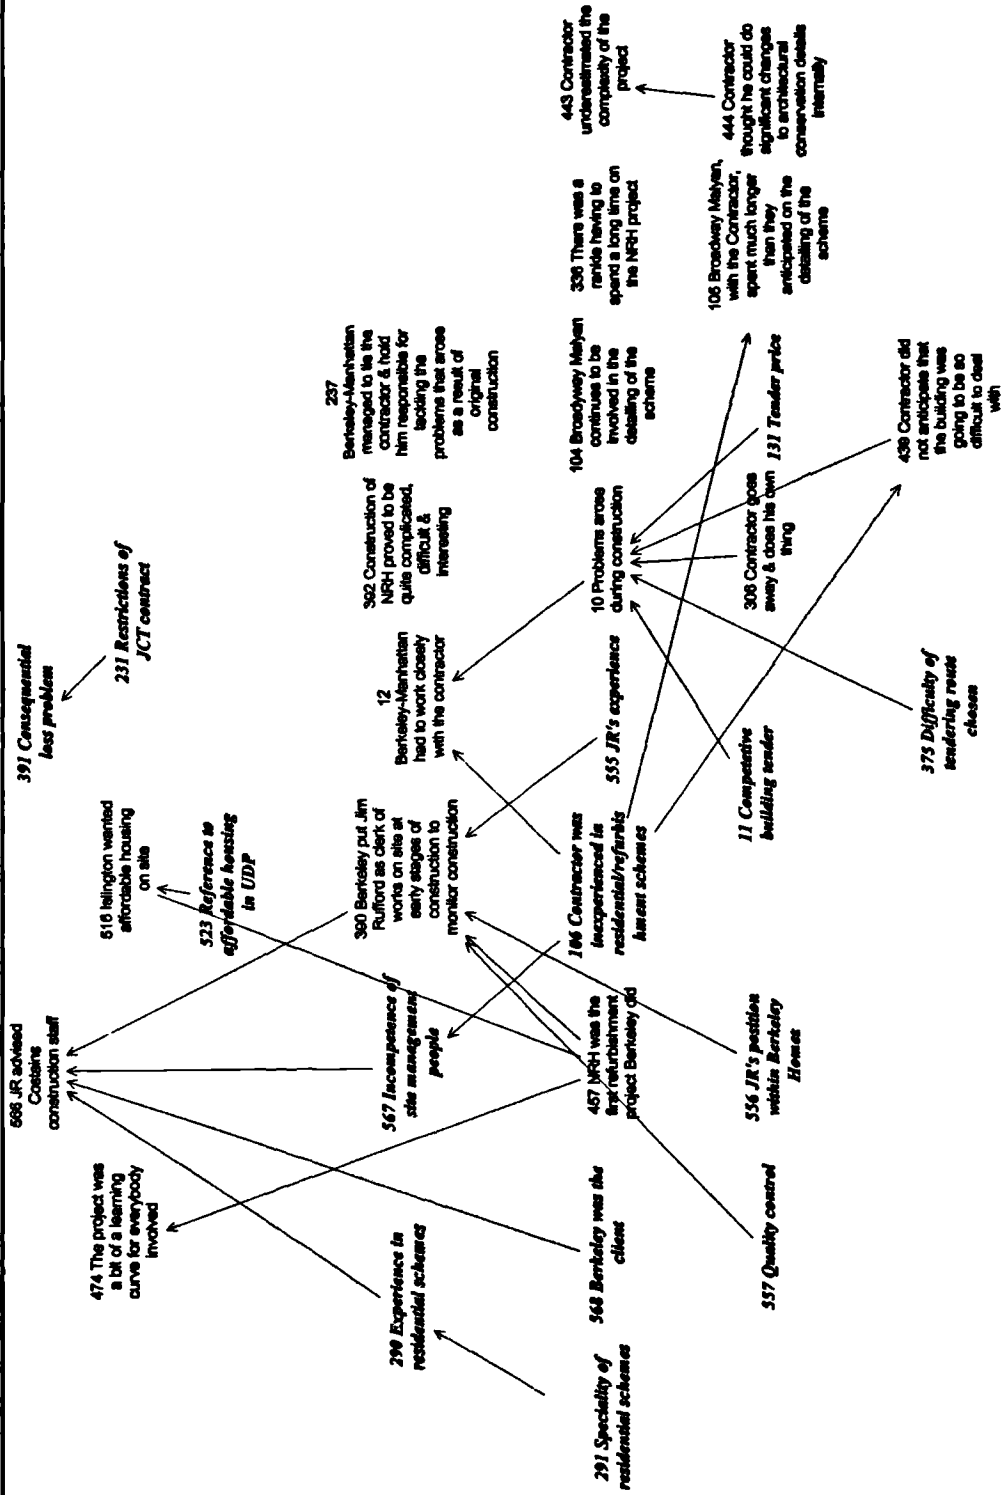 566 JR advised
Costains
construction staff
516 Islington wanted
affordable housing
on site
391 Consequential
loss problem
474 The project was
a bit of a learning
curve for everybody
involved
523 Reference to
affordable housing
in UDP
231 Restrictions of
JCT contract
290 Experience in
residential schemes
567 Incompetence of
site management
people
390 Berkeley put Jim
Rufford as clerk of
works on site at
early stages of
construction to
monitor construction
12
Berkeley-Manhattan
had to work closely
with the contractor
392 Construction of
NRH proved to be
quite complicated,
difficult &
interesting
237
Berkeley-Manhattan
managed to tie the
contractor & hold
him responsible for
tackling the
problems that arose
as a result of
original
construction
291 Speciality of
residential schemes
568 Berkeley was the
client
457 NRH was the
first refurbishment
project Berkeley did
106 Contractor was
inexperienced in
residential/refurbis
hment schemes
555 JR's experience
10 Problems arose
during construction
104 Broadyway Malyan
continues to be
involved in the
detailing of the
scheme
336 There was a
rankle having to
spend a long time on
the NRH project
443 Contractor
underestimated the
complexity of the
project
557 Quality control
556 JR's position
within Berkeley
Homes
11 Competetive
building tender
306 Contractor goes
away & does his own
thing
131 Tender price
105 Broadway Malyan,
with the Contractor,
spent much longer
than they
anticipated on the
detailing of the
scheme
444 Contractor
thought he could do
significant changes
to architectural
conservation details
internally
375 Difficulty of
tendering route
chosen
439 Contractor did
not anticipate that
the building was
going to be so
difficult to deal
with